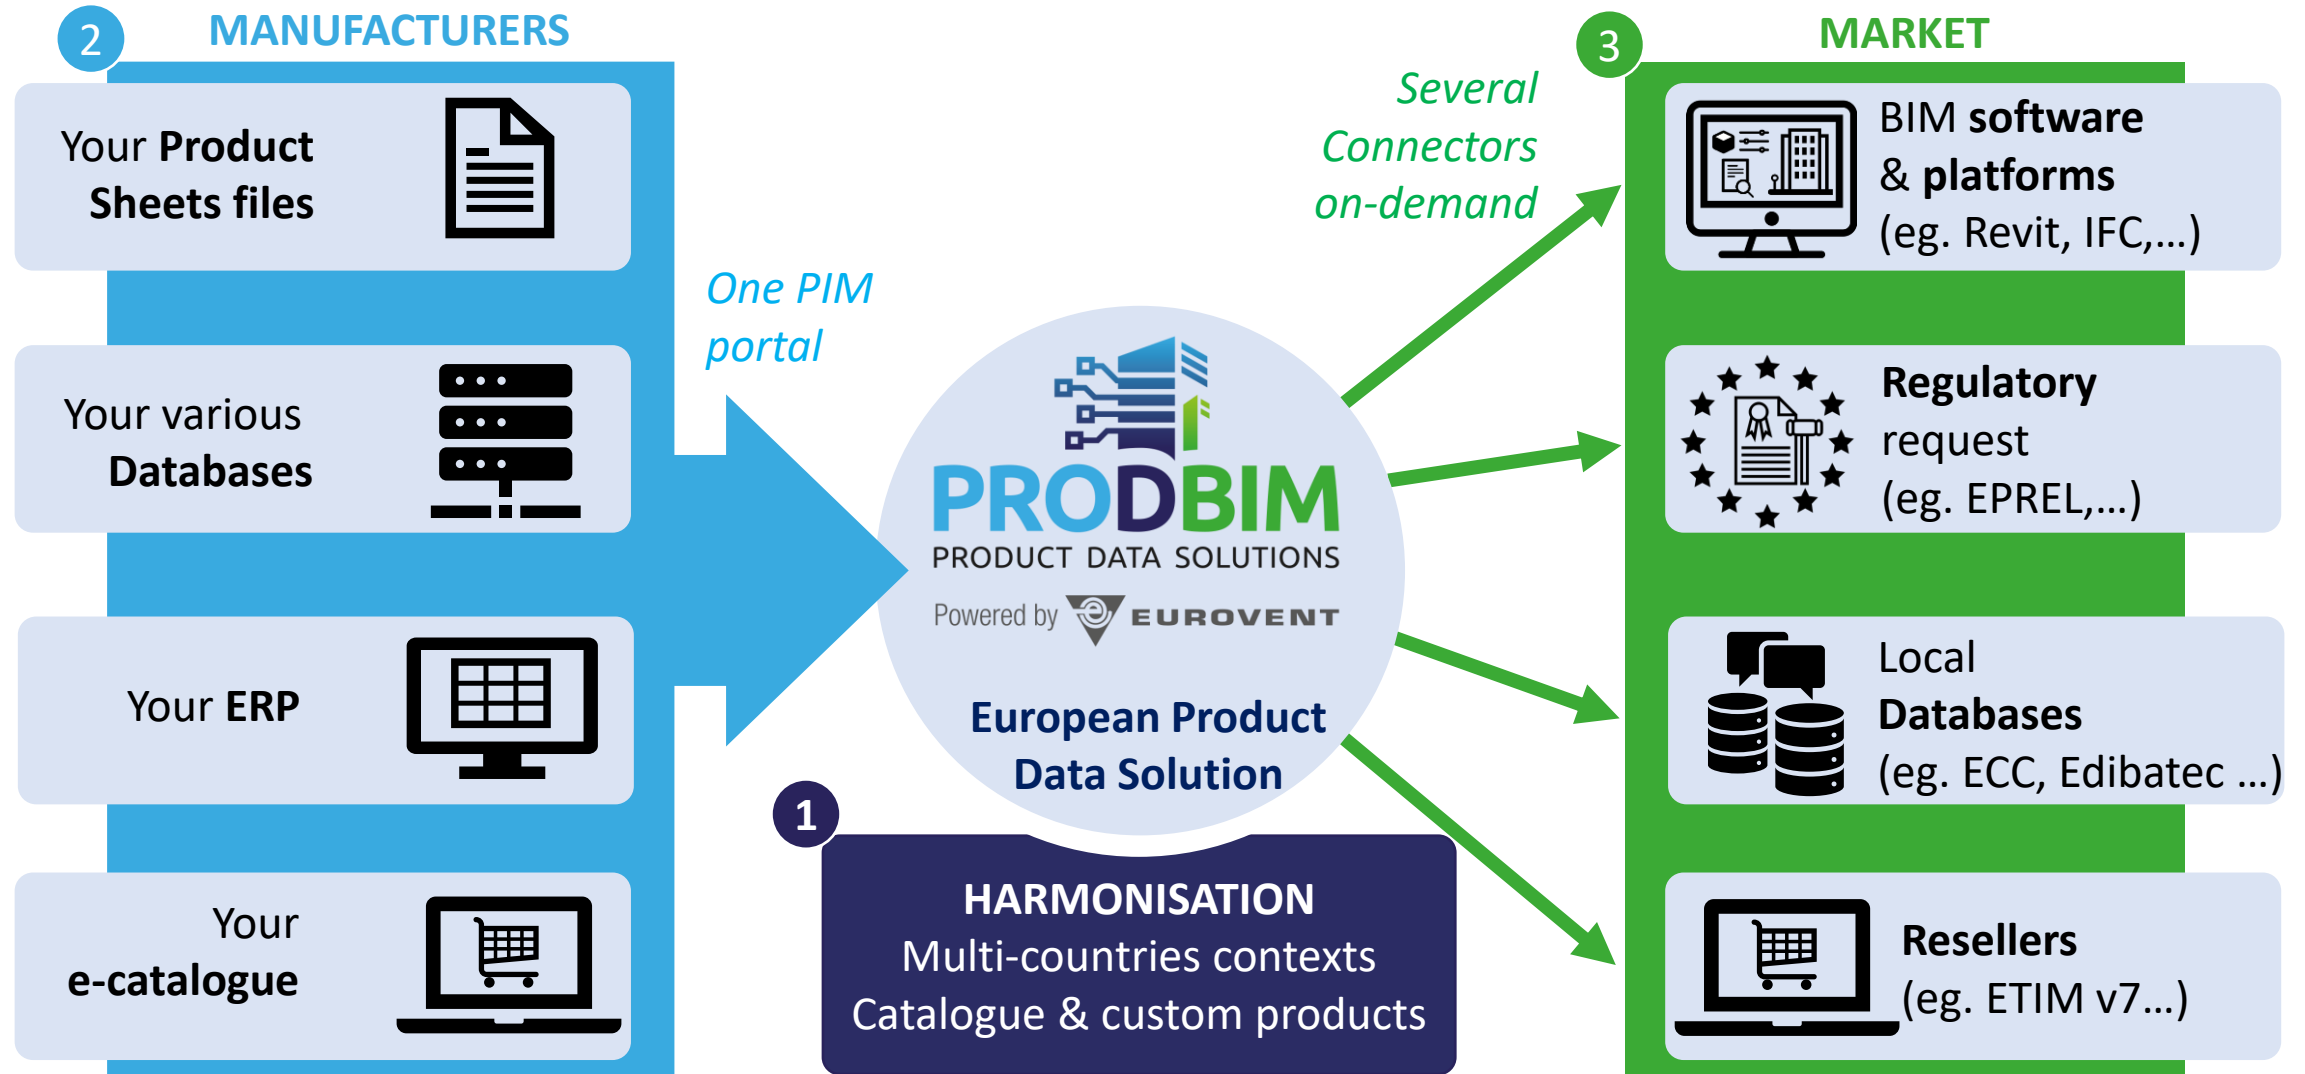 2
MANUFACTURERS
Your Product
Sheets files
Your various
Databases
Your ERP
Your
e-catalogue
One PIM
portal
PRODBIM
PRODUCT DATA SOLUTIONS
Powered by EUROVENT
European Product
Data Solution
1
HARMONISATION
Multi-countries contexts
Catalogue & custom products
Several
Connectors
on-demand
3
MARKET
BIM software
& platforms
(eg. Revit, IFC,...)
Regulatory
request
(eg. EPREL,...)
Local
Databases
(eg. ECC, Edibatec ...)
Resellers
(eg. ETIM v7...)